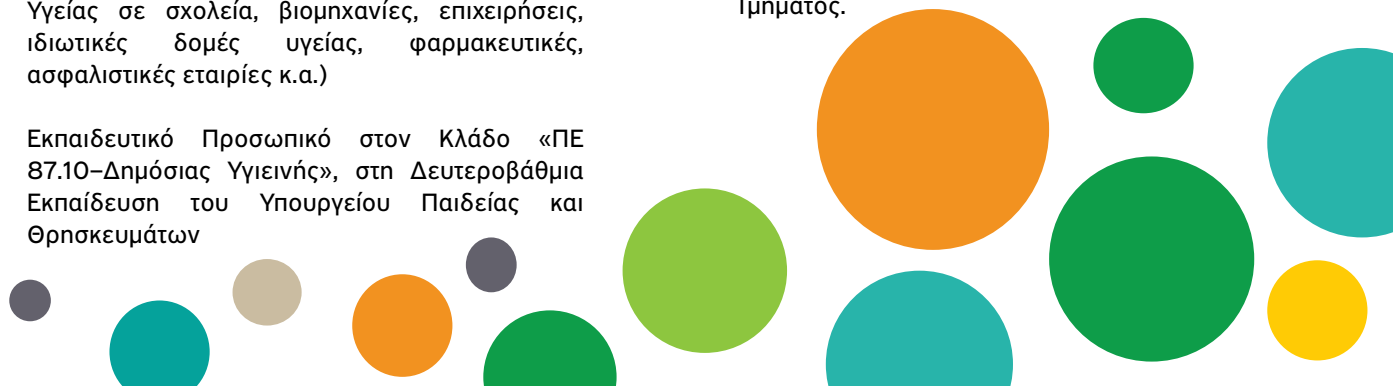 Υγείας σε σχολεία, βιομηχανίες, επιχειρήσεις,
ιδιωτικές δομές υγείας, φαρμακευτικές,
ασφαλιστικές εταιρίες κ.α.)
Εκπαιδευτικό Προσωπικό στον Κλάδο «ΠΕ
87.10–Δημόσιας Υγιεινής», στη Δευτεροβάθμια
Εκπαίδευση του Υπουργείου Παιδείας και
Θρησκευμάτων
Τμήματος.